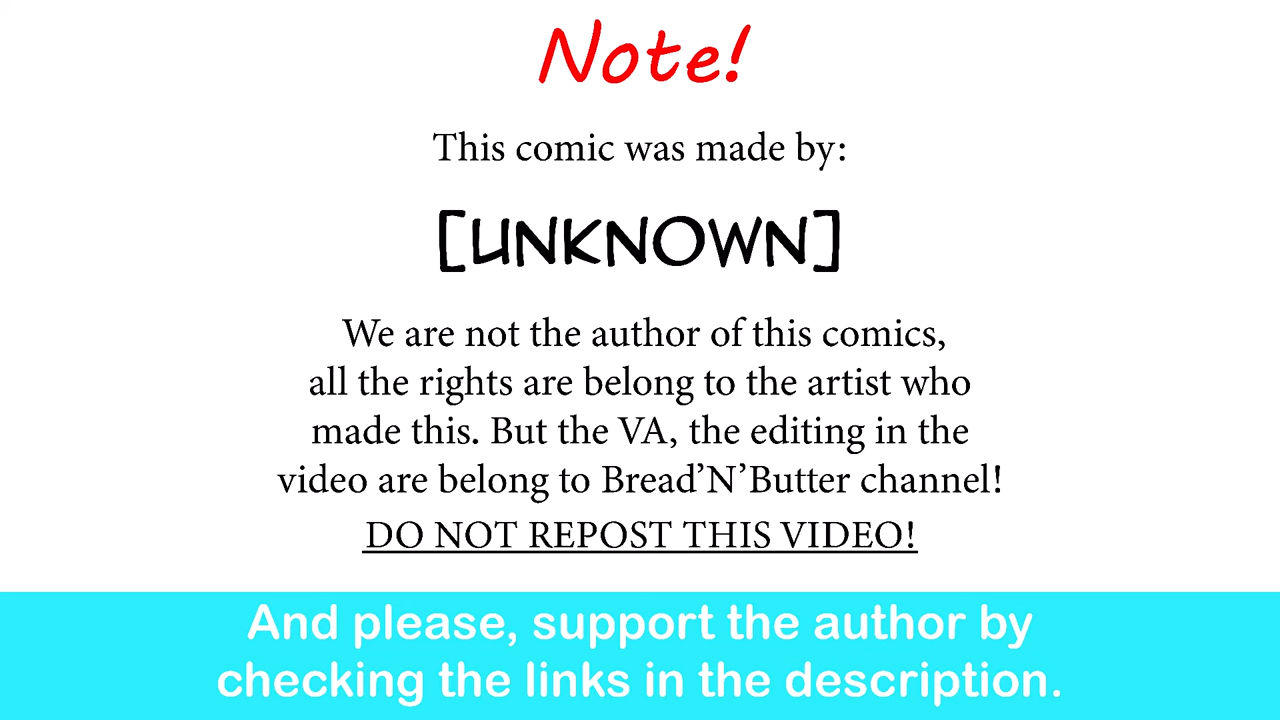 Note!
This comic was made by:
[UNKNOWN]
We are not the author of this comics,
all the rights are belong to the artist who
made this. But the VA, the editing in the
video are belong to Bread’N’Butter channel!
DO NOT REPOST THIS VIDEO!
And please, support the author by
checking the links in the description.